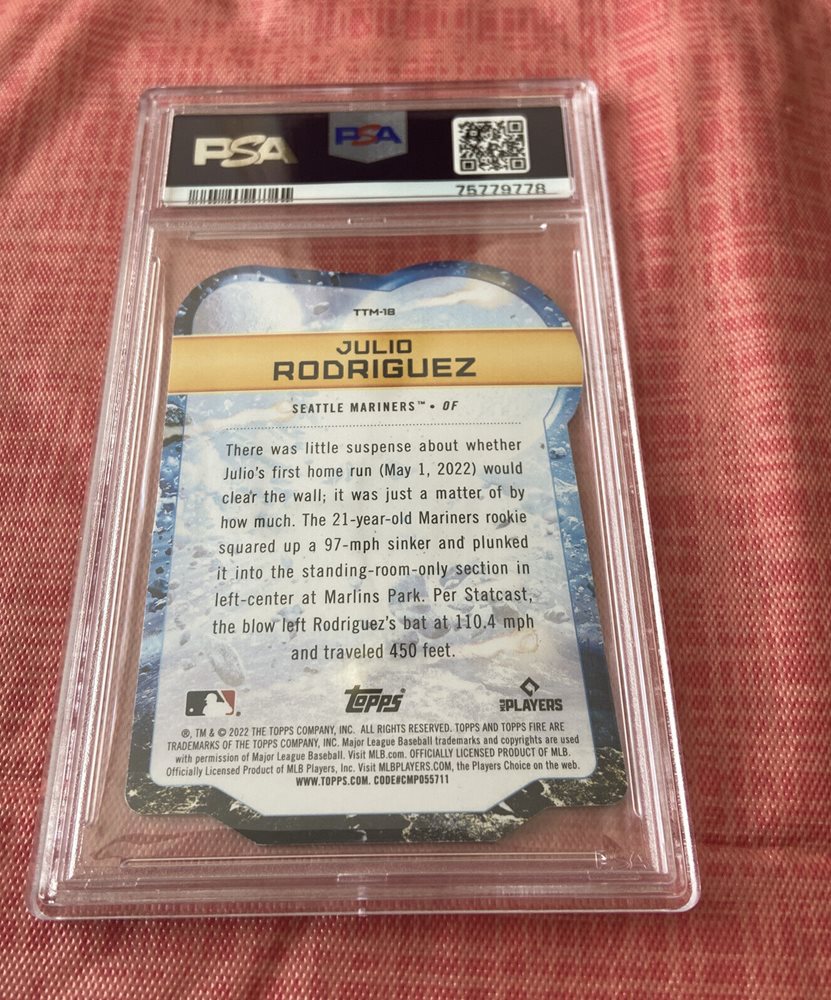 PSA
PSA
75779778
TTM-18
JULIO
RODRIGUEZ
SEATTLE MARINERS™ • OF
There was little suspense about whether
Julio's first home run (May 1, 2022) would
clear the wall; it was just a matter of by
how much. The 21-year-old Mariners rookie
squared up a 97-mph sinker and plunked
it into the standing-room-only section in
left-center at Marlins Park. Per Statcast,
the blow left Rodriguez's bat at 110.4 mph
and traveled 450 feet.
topps
MLB PLAYERS
®, TM & © 2022 THE TOPPS COMPANY, INC. ALL RIGHTS RESERVED. TOPPS AND TOPPS FIRE ARE
TRADEMARKS OF THE TOPPS COMPANY, INC. Major League Baseball trademarks and copyrights are used
with permission of Major League Baseball. Visit MLB.com. OFFICIALLY LICENSED PRODUCT OF MLB.
Officially Licensed Product of MLB Players, Inc. Visit MLBPLAYERS.COM, the Players Choice on the web.
WWW.TOPPS.COM. CODE#CMP055711